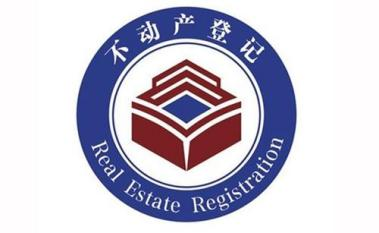 不动产登记
Real Estate Registration